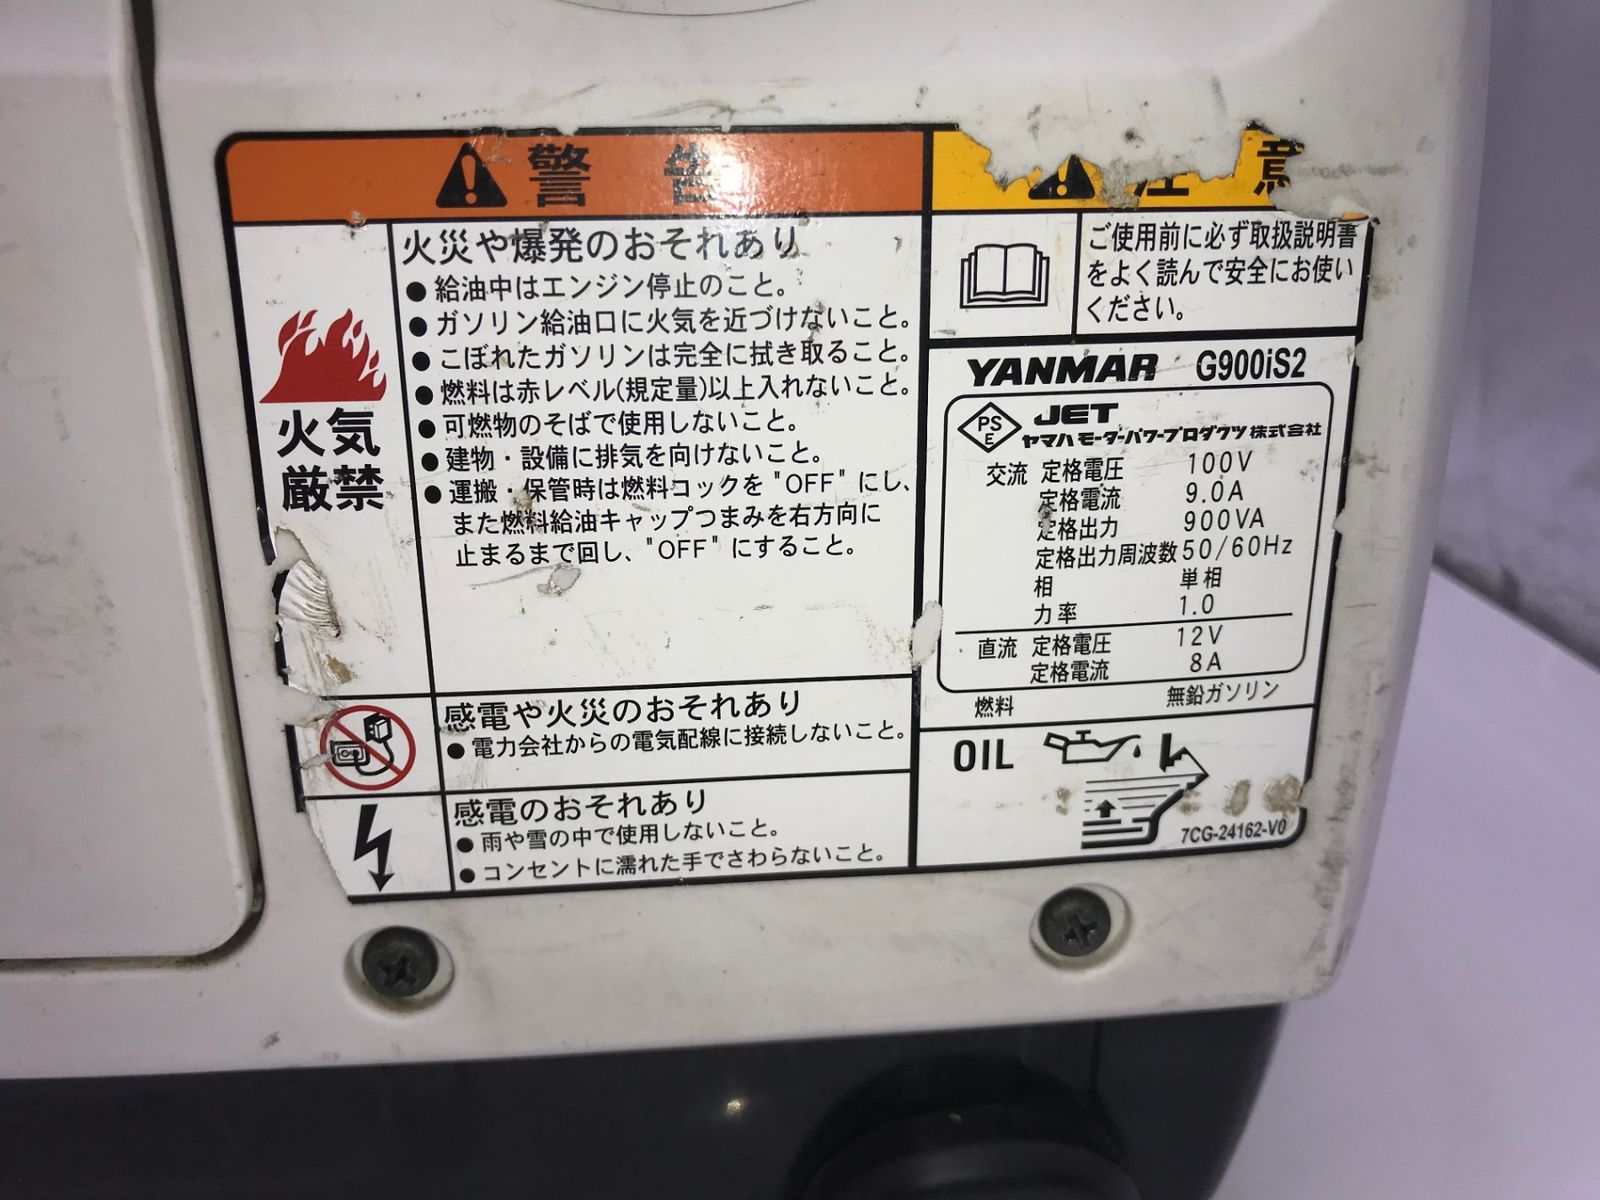 警告
火気
厳禁
火災や爆発のおそれあり
● 給油中はエンジン停止のこと。
● ガソリン給油口に火気を近づけないこと。
● こぼれたガソリンは完全に拭き取ること。
● 燃料は赤レベル(規定量)以上入れないこと。
● 可燃物のそばで使用しないこと。
● 建物・設備に排気を向けないこと。
● 運搬・保管時は燃料コックを"OFF"にし、
また燃料給油キャップつまみを右方向に
止まるまで回し、"OFF"にすること。
感電や火災のおそれあり
● 電力会社からの電気配線に接続しないこと。
感電のおそれあり
● 雨や雪の中で使用しないこと。
● コンセントに濡れた手でさわらないこと。
注意
ご使用前に必ず取扱説明書
をよく読んで安全にお使い
ください。
YANMAR G900iS2
PS
E
JET
ヤマハモーターパワープロダクツ株式会社
交流 定格電圧 100V
定格電流 9.0A
定格出力 900VA
定格出力周波数 50/60Hz
相 単相
力率 1.0
直流 定格電圧 12V
定格電流 8A
燃料 無鉛ガソリン
OIL
7CG-24162-V0